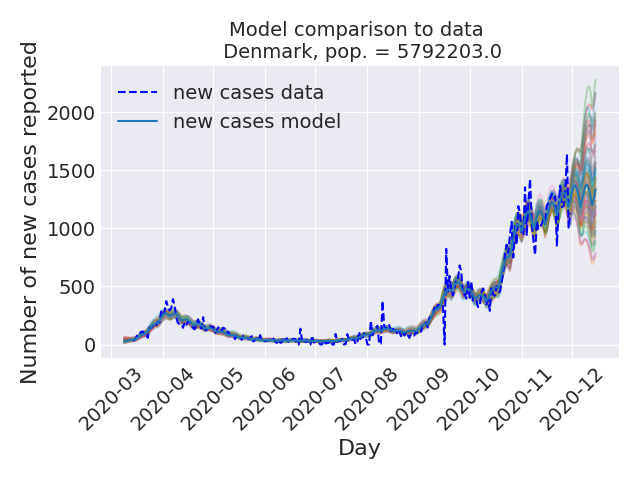 Model comparison to data
Denmark, pop. = 5792203.0
Number of new cases reported
2000
1500
1000
500
0
new cases data
new cases model
2020-03
2020-04
2020-05
2020-06
2020-07
2020-08
2020-09
2020-10
2020-11
2020-12
Day